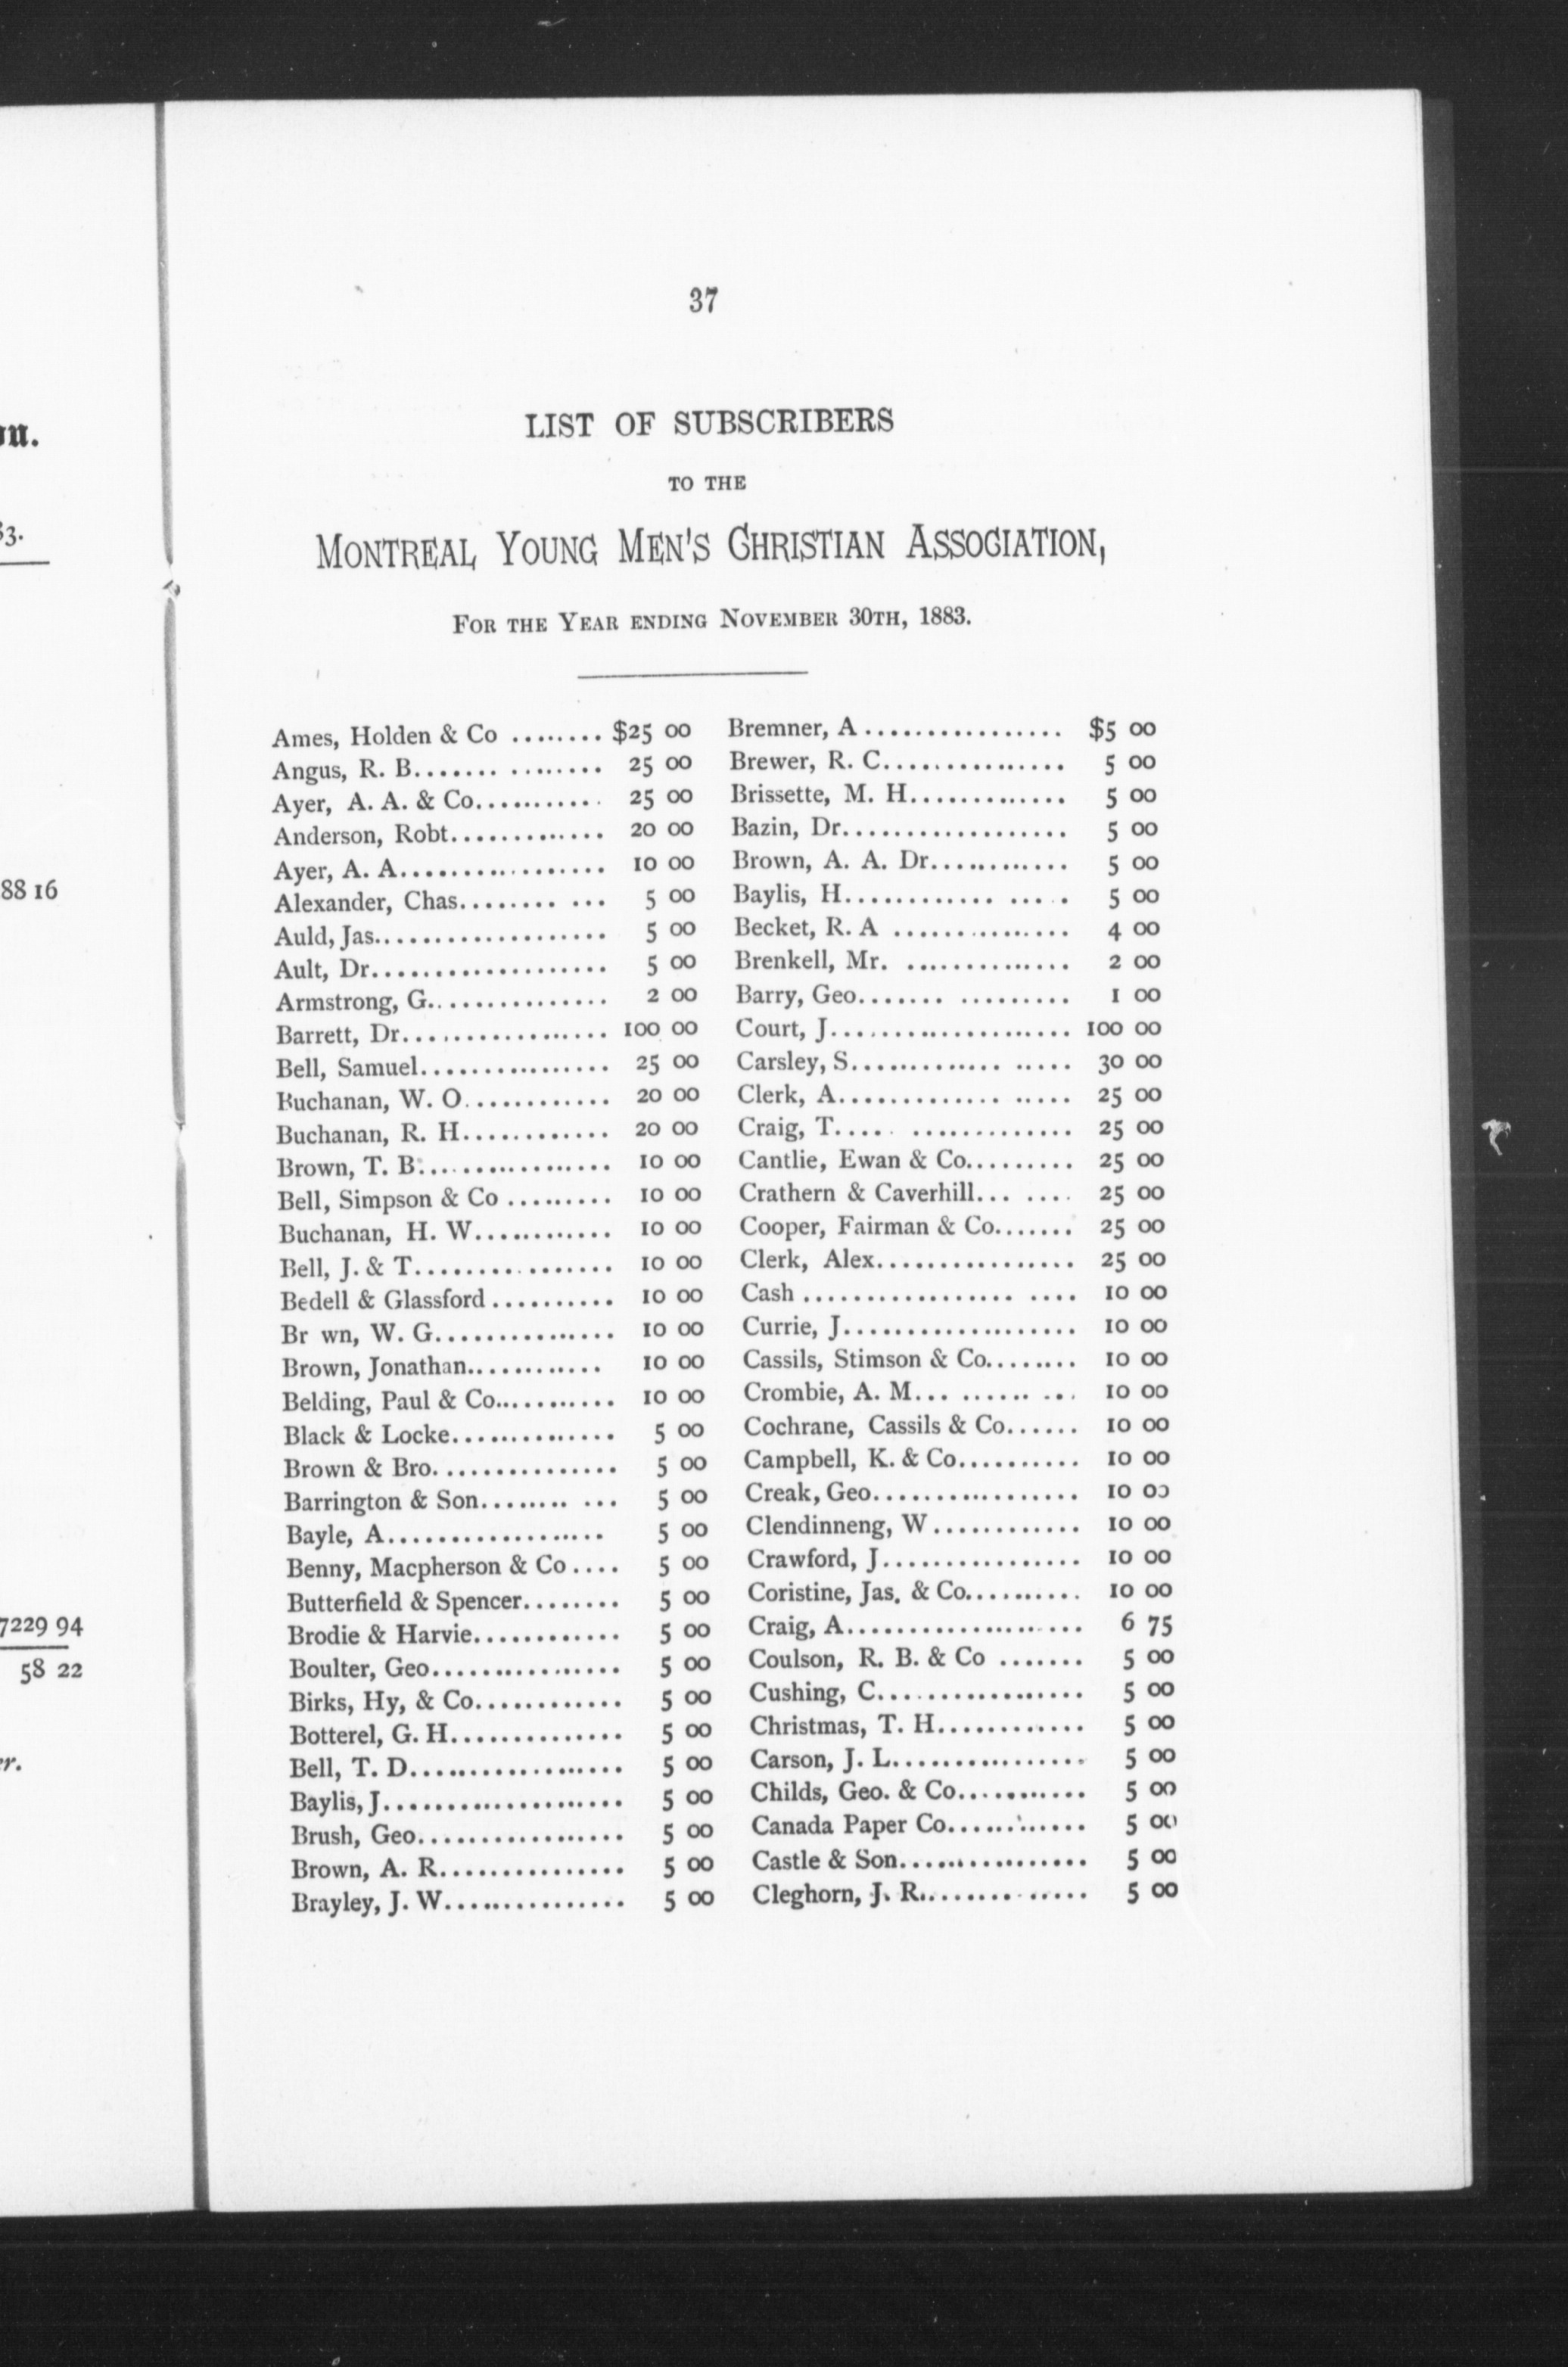 on.
83.
88 16
7229 94
58 22
er.
37
LIST OF SUBSCRIBERS
TO THE
MONTREAL YOUNG MEN'S CHRISTIAN ASSOCIATION,
FOR THE YEAR ENDING NOVEMBER 30TH, 1883.
Ames, Holden & Co ........ $25 00
Angus, R. B....... ........ 25 00
Ayer, A. A. & Co............ 25 00
Anderson, Robt............. 20 00
Ayer, A. A................. 10 00
Alexander, Chas........ ... 5 00
Auld, Jas................... 5 00
Ault, Dr................... 5 00
Armstrong, G............... 2 00
Barrett, Dr................. 100 00
Bell, Samuel................ 25 00
Buchanan, W. O............. 20 00
Buchanan, R. H............. 20 00
Brown, T. B................ 10 00
Bell, Simpson & Co ......... 10 00
Buchanan, H. W............ 10 00
Bell, J. & T................ 10 00
Bedell & Glassford .......... 10 00
Br wn, W. G............... 10 00
Brown, Jonathan............ 10 00
Belding, Paul & Co........... 10 00
Black & Locke.............. 5 00
Brown & Bro................ 5 00
Barrington & Son........ ... 5 00
Bayle, A.................. 5 00
Benny, Macpherson & Co .... 5 00
Butterfield & Spencer........ 5 00
Brodie & Harvie............. 5 00
Boulter, Geo................ 5 00
Birks, Hy, & Co............. 5 00
Botterel, G. H............... 5 00
Bell, T. D.................. 5 00
Baylis, J.................... 5 00
Brush, Geo.................. 5 00
Brown, A. R................ 5 00
Brayley, J. W............... 5 00
Bremner, A ................. $5 00
Brewer, R. C............... 5 00
Brissette, M. H............. 5 00
Bazin, Dr................... 5 00
Brown, A. A. Dr............ 5 00
Baylis, H............. ..... 5 00
Becket, R. A ............... 4 00
Brenkell, Mr. .............. 2 00
Barry, Geo....... ......... 1 00
Court, J.................... 100 00
Carsley, S............. ..... 30 00
Clerk, A.............. ..... 25 00
Craig, T..... ............. 25 00
Cantlie, Ewan & Co......... 25 00
Crathern & Caverhill... .... 25 00
Cooper, Fairman & Co....... 25 00
Clerk, Alex................. 25 00
Cash ................. .... 10 00
Currie, J................... 10 00
Cassils, Stimson & Co........ 10 00
Crombie, A. M... ...... ... 10 00
Cochrane, Cassils & Co...... 10 00
Campbell, K. & Co.......... 10 00
Creak, Geo................. 10 00
Clendinneng, W ............ 10 00
Crawford, J................. 10 00
Coristine, Jas. & Co.......... 10 00
Craig, A................... 6 75
Coulson, R. B. & Co ....... 5 00
Cushing, C................. 5 00
Christmas, T. H............ 5 00
Carson, J. L................ 5 00
Childs, Geo. & Co........... 5 00
Canada Paper Co............ 5 00
Castle & Son................ 5 00
Cleghorn, J. R............. 5 00